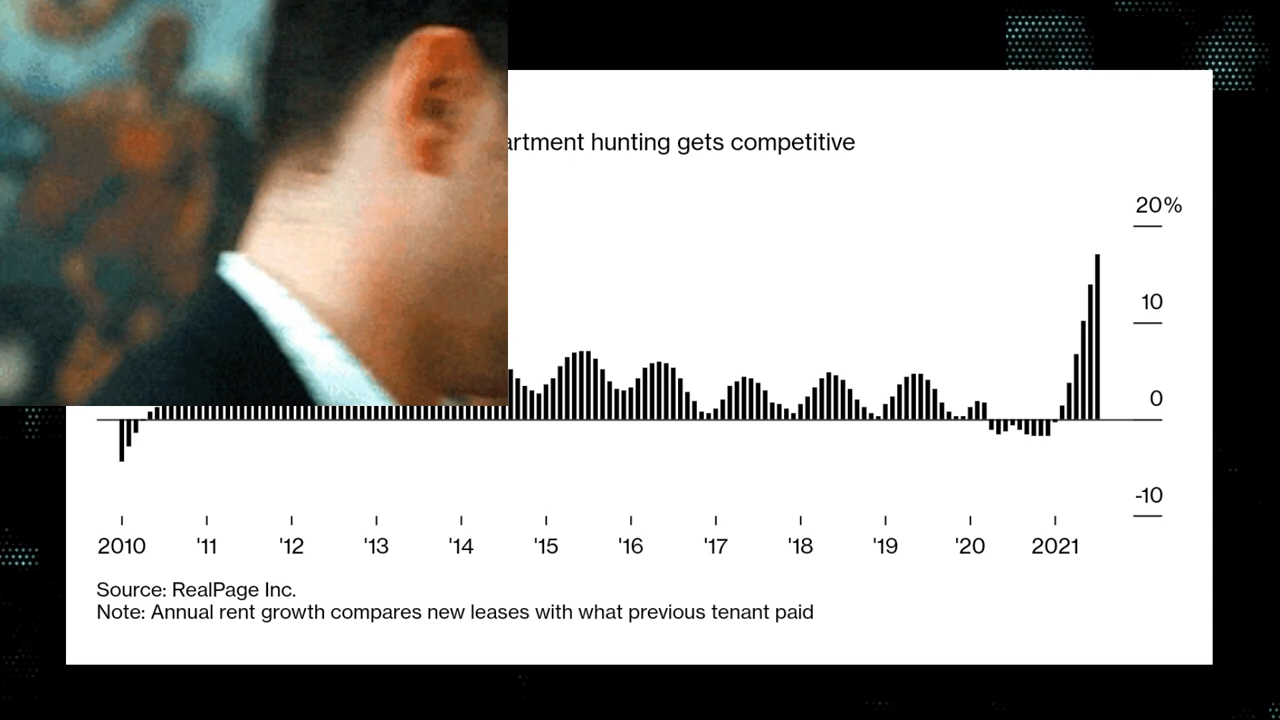 artment hunting gets competitive
20%
10
0
-10
2010 '11 '12 '13 '14 '15 '16 '17 '18 '19 '20 2021
Source: RealPage Inc.
Note: Annual rent growth compares new leases with what previous tenant paid